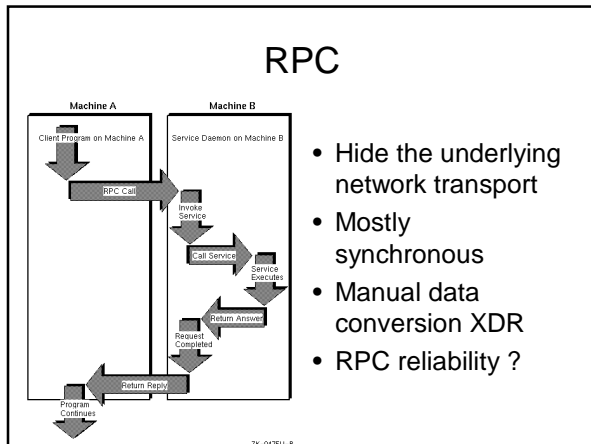 RPC
Machine A
Machine B
Client Program on Machine A
Service Daemon on Machine B
RPC Call
Invoke
Service
Call Service
Service
Executes
Return Answer
Request
Completed
Return Reply
Program
Continues
• Hide the underlying
network transport
• Mostly
synchronous
• Manual data
conversion XDR
• RPC reliability ?